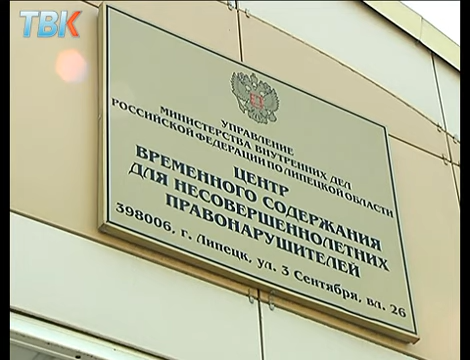 ТВК
УПРАВЛЕНИЕ
МИНИСТЕРСТВА ВНУТРЕННИХ ДЕЛ
РОССИЙСКОЙ ФЕДЕРАЦИИ ПО ЛИПЕЦКОЙ ОБЛАСТИ
ЦЕНТР
ВРЕМЕННОГО СОДЕРЖАНИЯ
ДЛЯ НЕСОВЕРШЕННОЛЕТНИХ
ПРАВОНАРУШИТЕЛЕЙ
398006, г. Липецк, ул. 3 Сентября, вл. 26